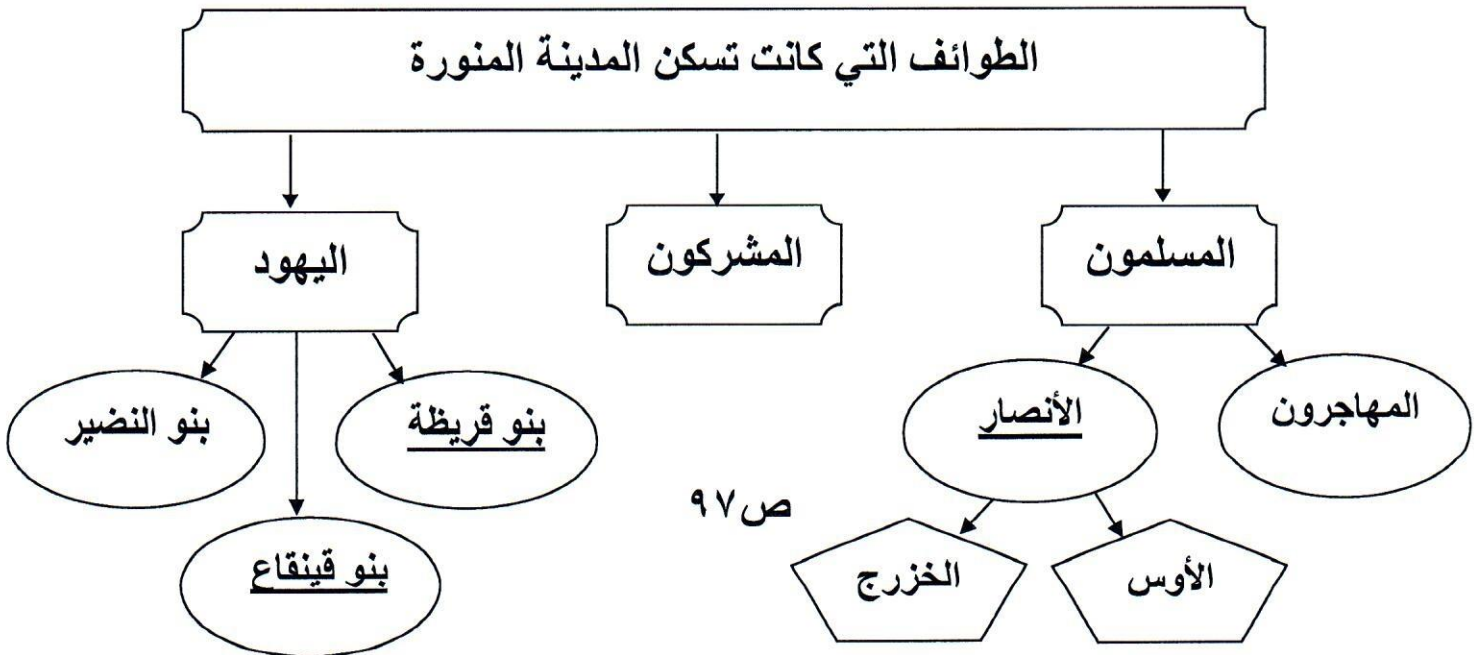 الطوائف التي كانت تسكن المدينة المنورة
المسلمون
المشركون
اليهود
المهاجرون
الأنصار
بنو قريظة
بنو النضير
بنو قينقاع
الأوس
الخزرج
ص٩٧